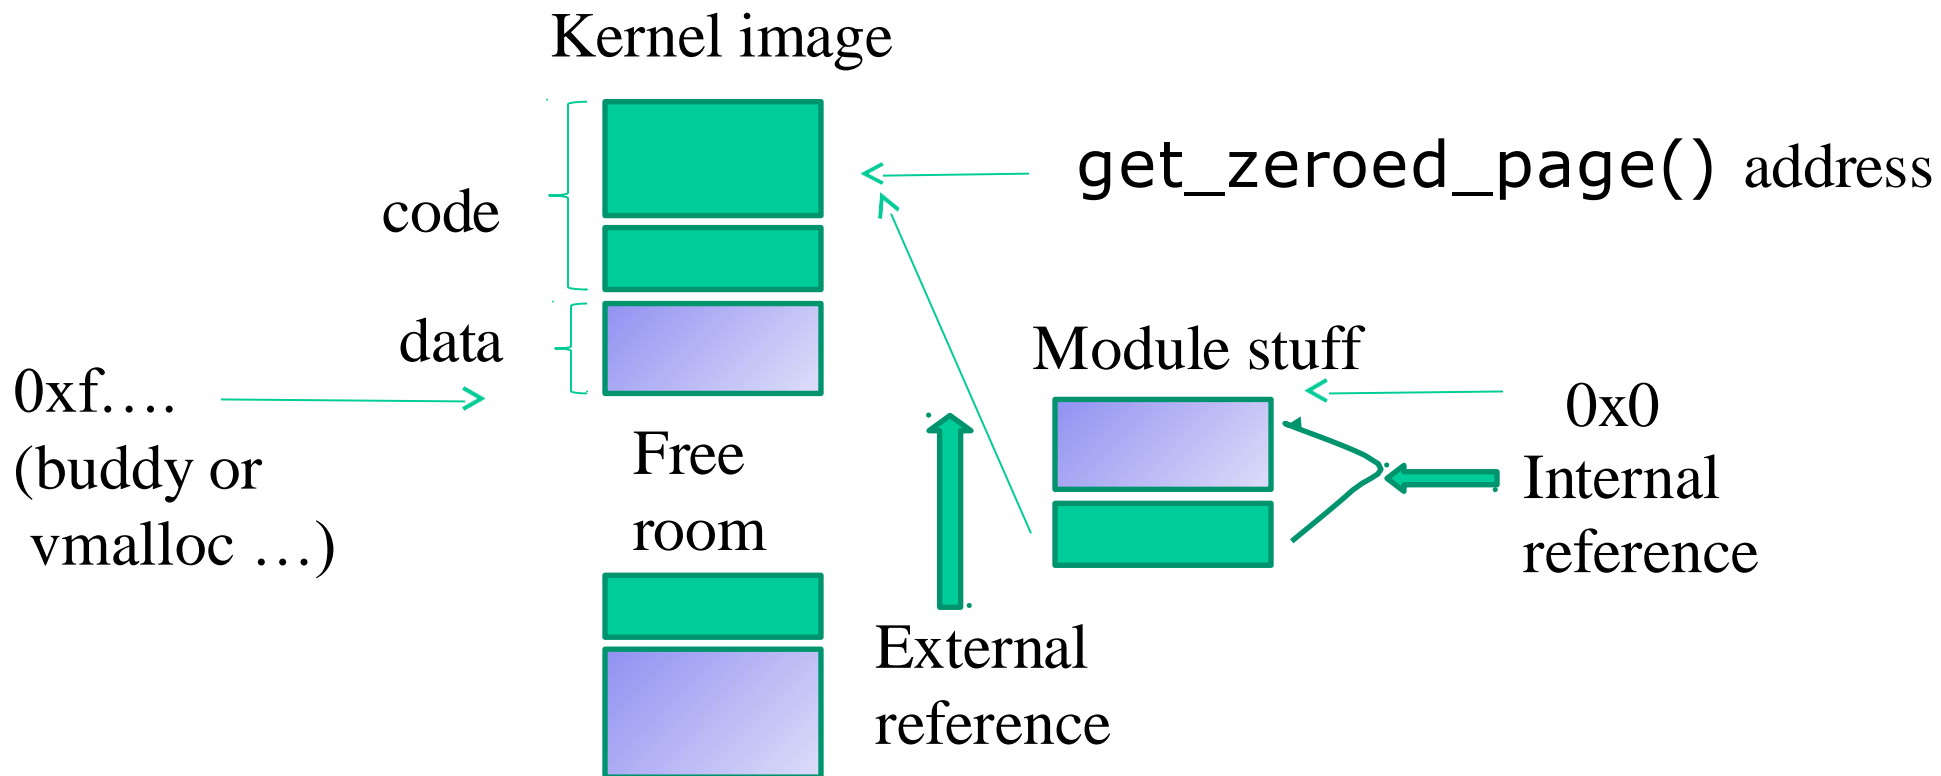 Kernel image
get_zeroed_page() address
code
data
0xf….
(buddy or
vmalloc …)
Free
room
Module stuff
0x0
Internal
reference
External
reference